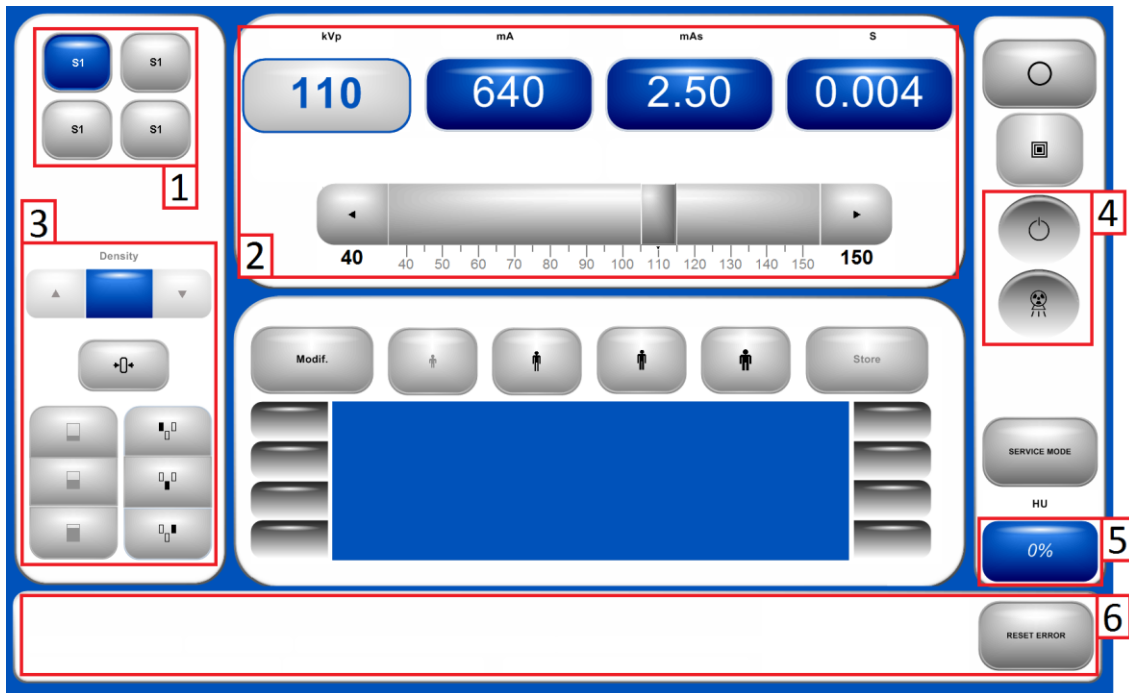 kVp mA mAs S
S1 S1
110 640 2.50 0.004
S1 S1
1
3
2
4
Density
40 40 50 60 70 80 90 100 110 120 130 140 150 150
Modif. Store
SERVICE MODE
HU
0%
5
6
RESET ERROR